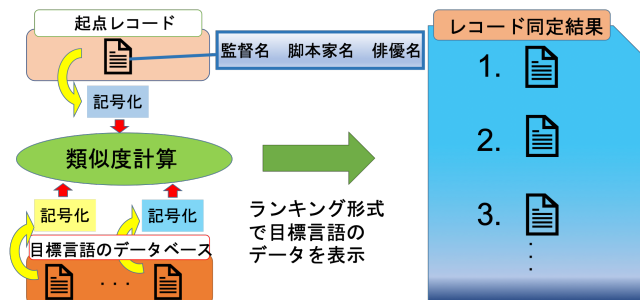 起点レコード
監督名 脚本家名 俳優名
記号化
類似度計算
記号化
記号化
目標言語のデータベース
・・・
ランキング形式
で目標言語の
データを表示
レコード同定結果
1.
2.
3.
・
・
・